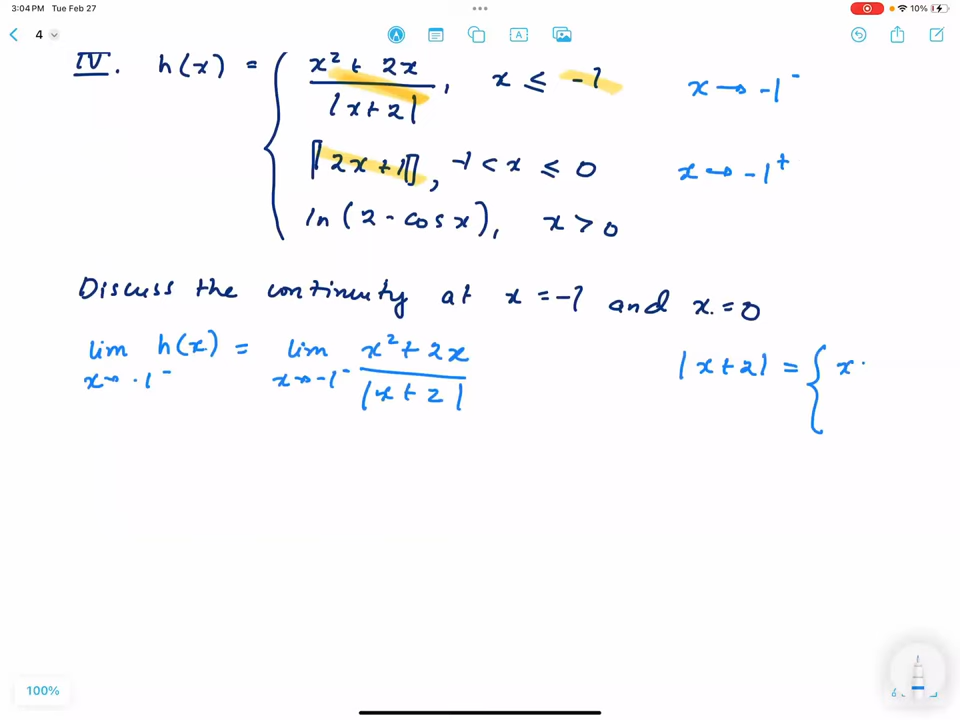 3:04 PM Tue Feb 27
10%
4
IV. h(x) = { (x² + 2x)/|x+2|, x ≤ -1 x → -1⁻
⟦2x+1⟧, -1 < x ≤ 0 x → -1⁺
ln(2 - cos x), x > 0
Discuss the continuity at x = -1 and x = 0
lim x→-1⁻ h(x) = lim x→-1⁻ (x² + 2x)/|x+2| |x+2| = { x
100%